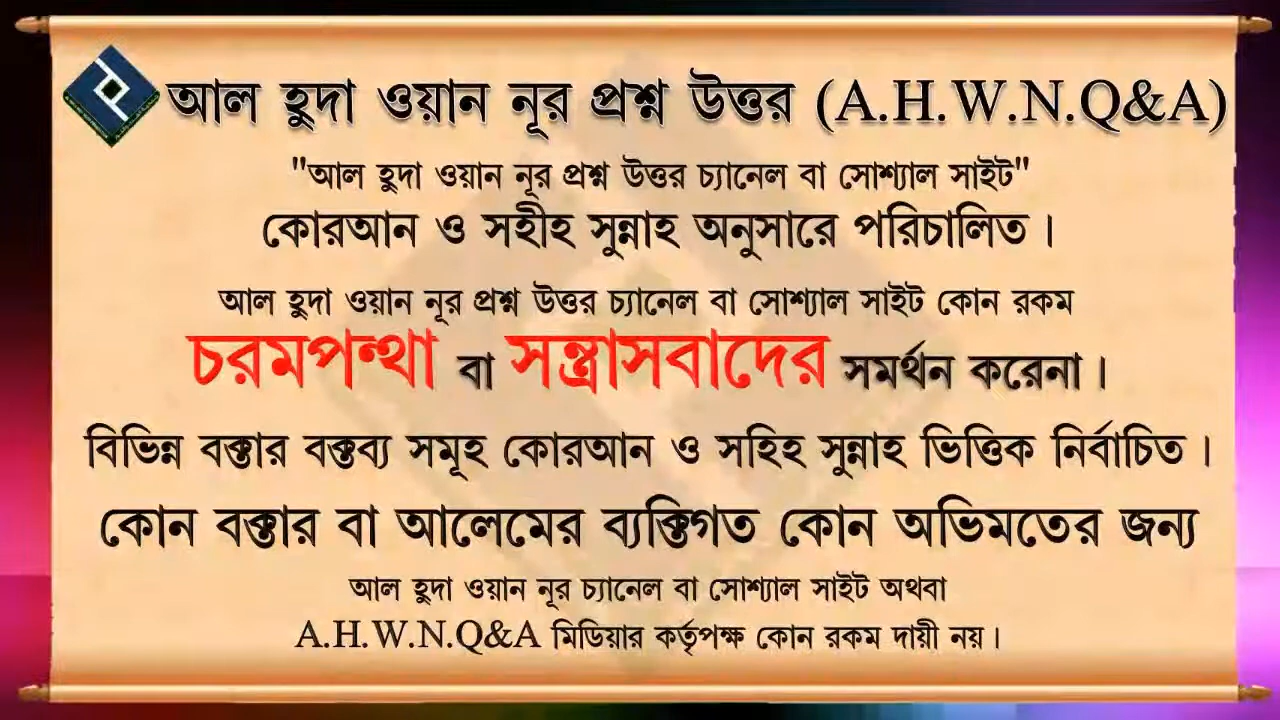 আল হুদা ওয়ান নূর প্রশ্ন উত্তর (A.H.W.N.Q&A)
"আল হুদা ওয়ান নূর প্রশ্ন উত্তর চ্যানেল বা সোশ্যাল সাইট"
কোরআন ও সহীহ সুন্নাহ অনুসারে পরিচালিত।
আল হুদা ওয়ান নূর প্রশ্ন উত্তর চ্যানেল বা সোশ্যাল সাইট কোন রকম
চরমপন্থা বা সন্ত্রাসবাদের সমর্থন করেনা।
বিভিন্ন বক্তার বক্তব্য সমূহ কোরআন ও সহিহ সুন্নাহ ভিত্তিক নির্বাচিত।
কোন বক্তার বা আলেমের ব্যক্তিগত কোন অভিমতের জন্য
আল হুদা ওয়ান নূর চ্যানেল বা সোশ্যাল সাইট অথবা
A.H.W.N.Q&A মিডিয়ার কর্তৃপক্ষ কোন রকম দায়ী নয়।